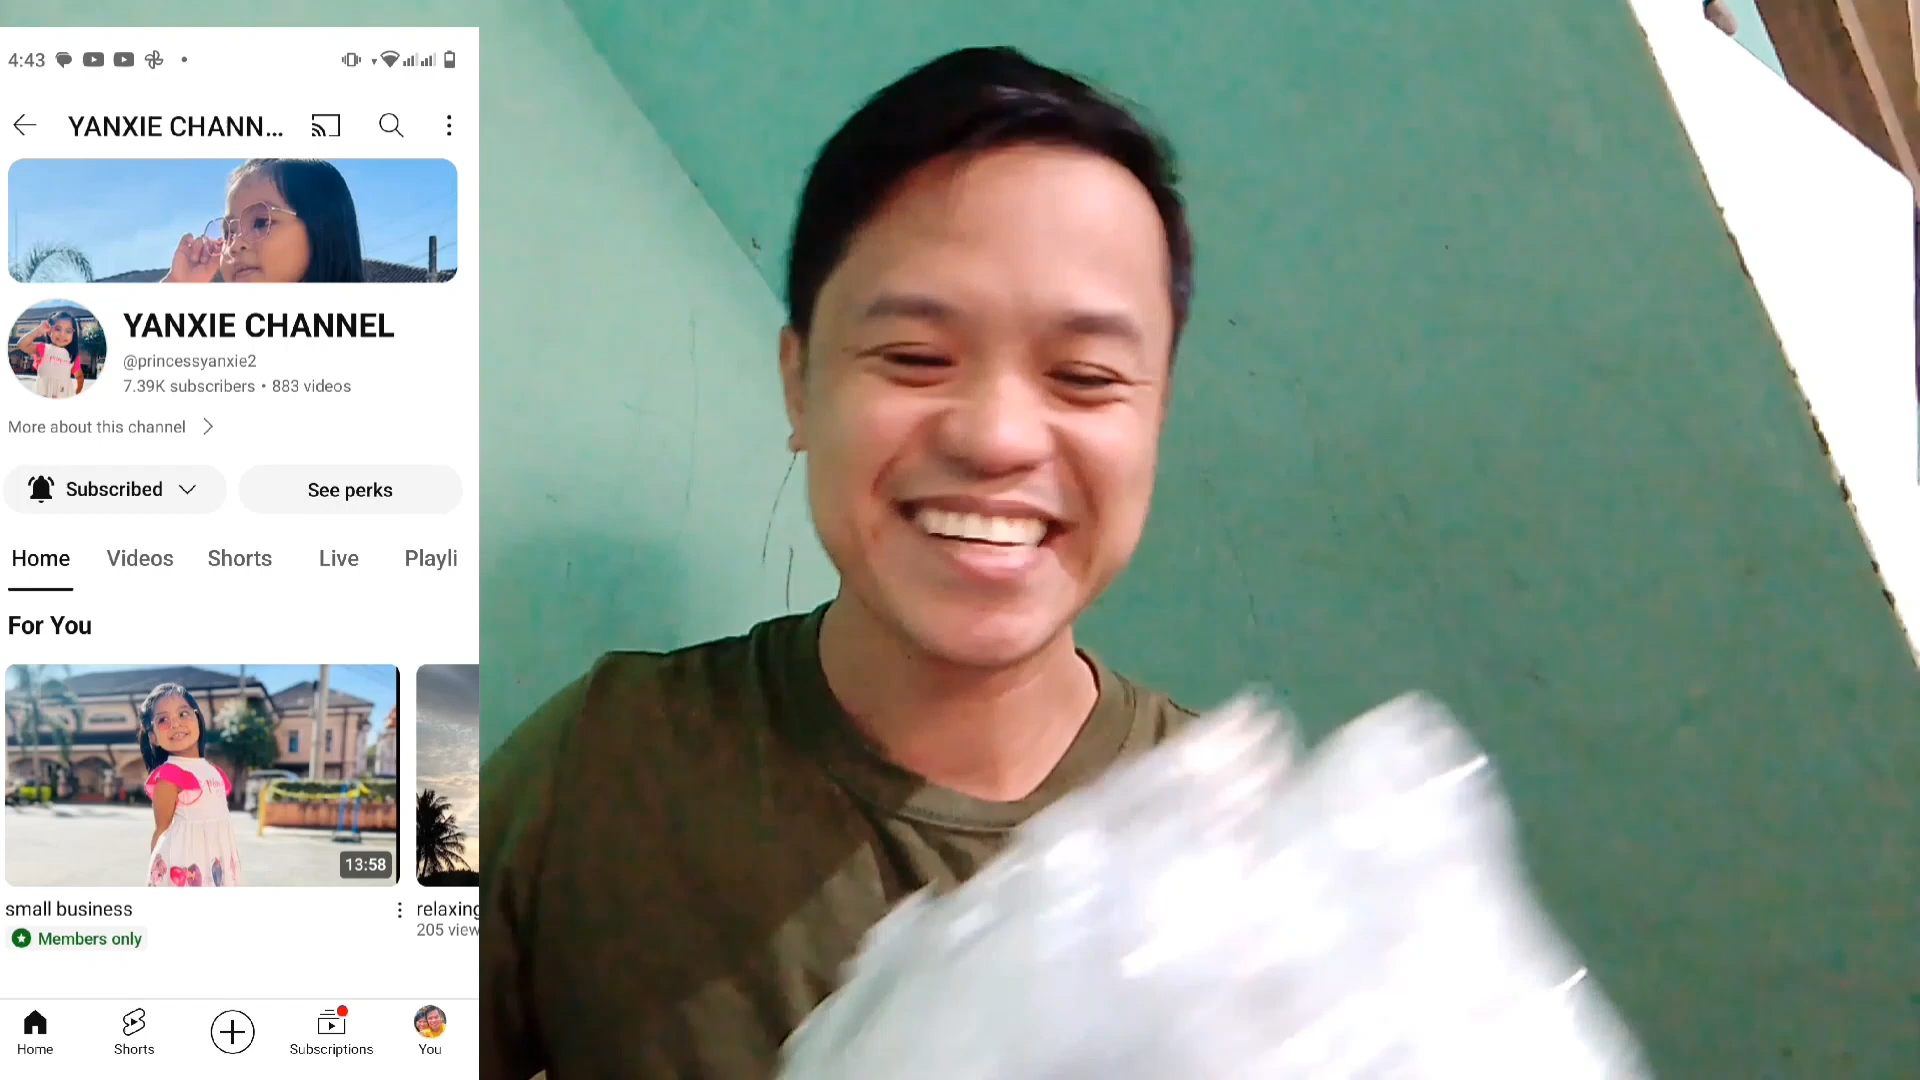 4:43
YANXIE CHANN...
YANXIE CHANNEL
@princessyanxie2
7.39K subscribers • 883 videos
More about this channel
Subscribed
See perks
Home Videos Shorts Live Playli
For You
13:58
small business
Members only
relaxing
205 view
Home Shorts Subscriptions You